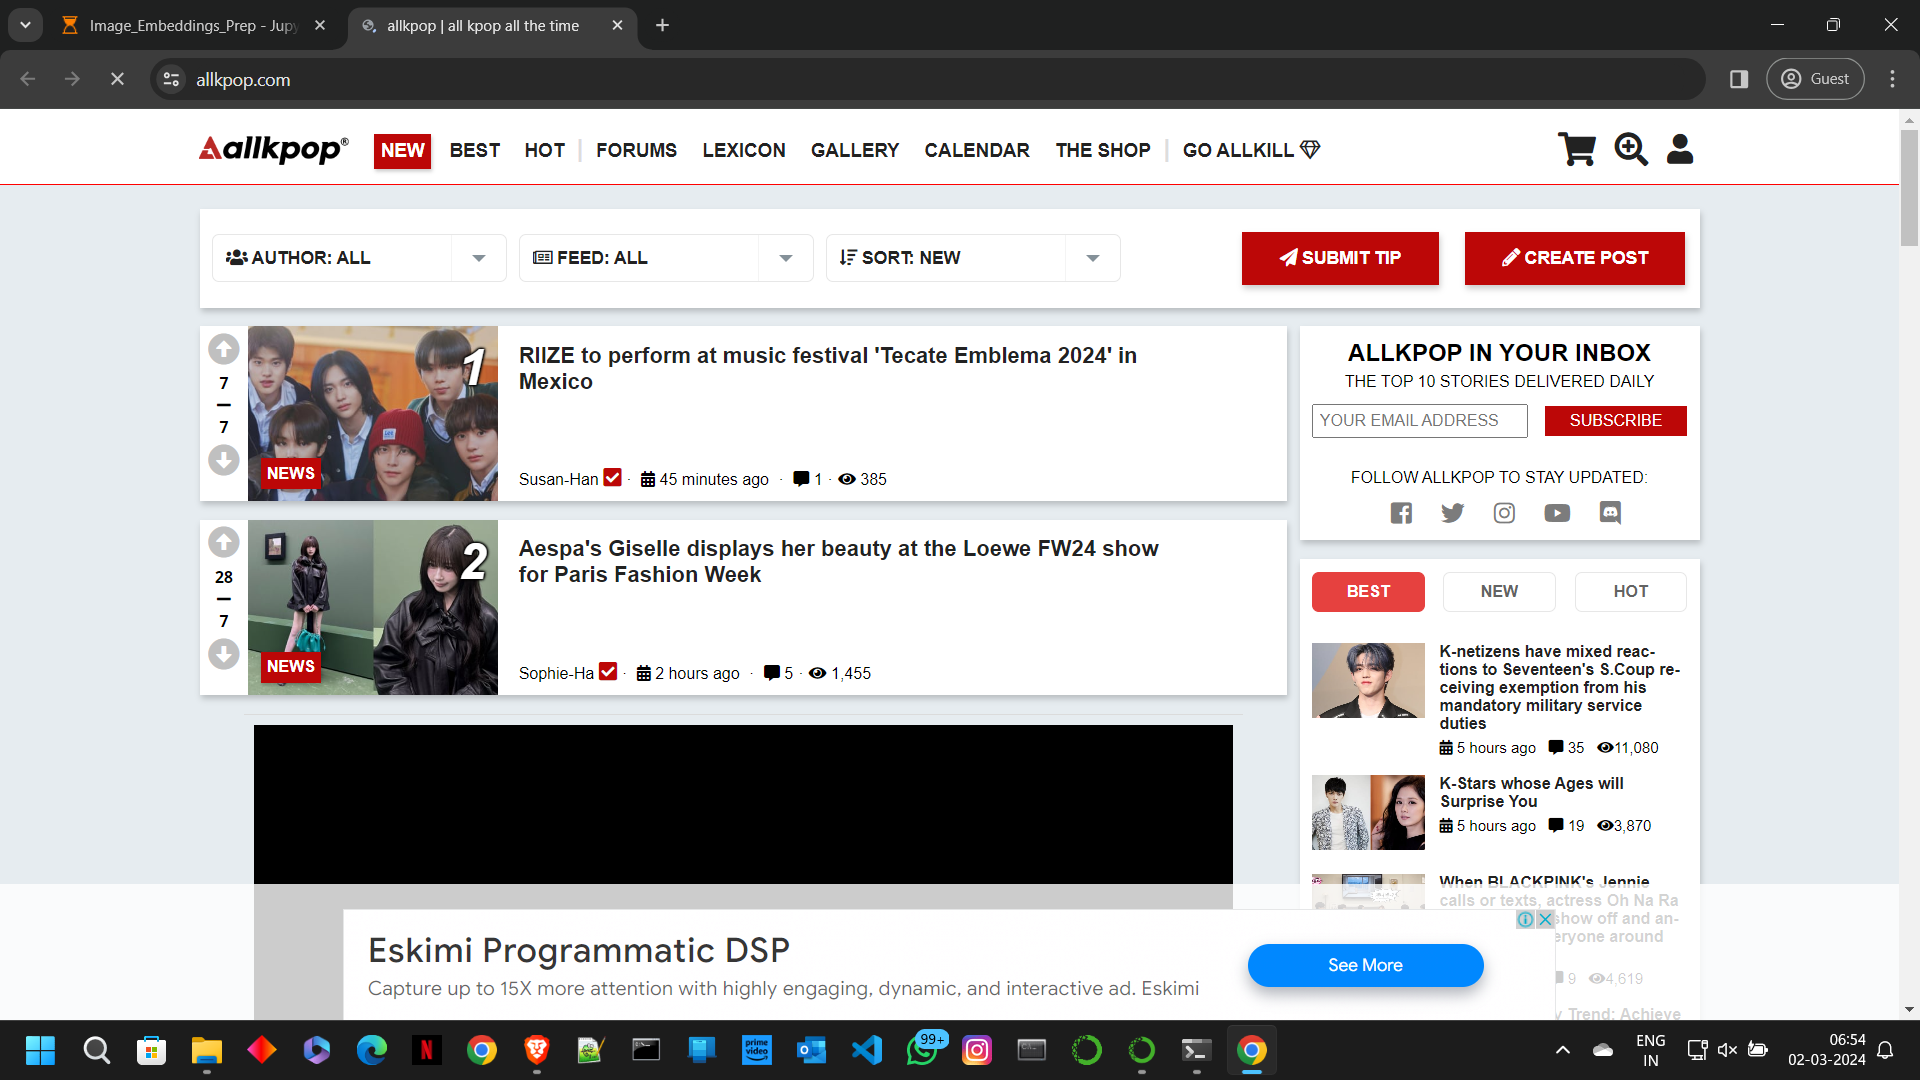 Image_Embeddings_Prep - Jup
allkpop | all kpop all the time
allkpop.com
Guest
allkpop®
NEW
BEST
HOT
FORUMS
LEXICON
GALLERY
CALENDAR
THE SHOP
GO ALLKILL
AUTHOR: ALL
FEED: ALL
SORT: NEW
SUBMIT TIP
CREATE POST
7
7
1
NEWS
RIIZE to perform at music festival 'Tecate Emblema 2024' in
Mexico
Susan-Han · 45 minutes ago · 1 · 385
28
7
2
NEWS
Aespa's Giselle displays her beauty at the Loewe FW24 show
for Paris Fashion Week
Sophie-Ha · 2 hours ago · 5 · 1,455
ALLKPOP IN YOUR INBOX
THE TOP 10 STORIES DELIVERED DAILY
YOUR EMAIL ADDRESS
SUBSCRIBE
FOLLOW ALLKPOP TO STAY UPDATED:
BEST
NEW
HOT
K-netizens have mixed reac-
tions to Seventeen's S.Coup re-
ceiving exemption from his
mandatory military service
duties
5 hours ago 35 11,080
K-Stars whose Ages will
Surprise You
5 hours ago 19 3,870
When BLACKPINK's Jennie
calls or texts, actress Oh Na Ra
show off and an-
eryone around
9 4,619
y Trend: Achieve
Eskimi Programmatic DSP
Capture up to 15X more attention with highly engaging, dynamic, and interactive ad. Eskimi
See More
prime
video
99+
ENG
IN
06:54
02-03-2024